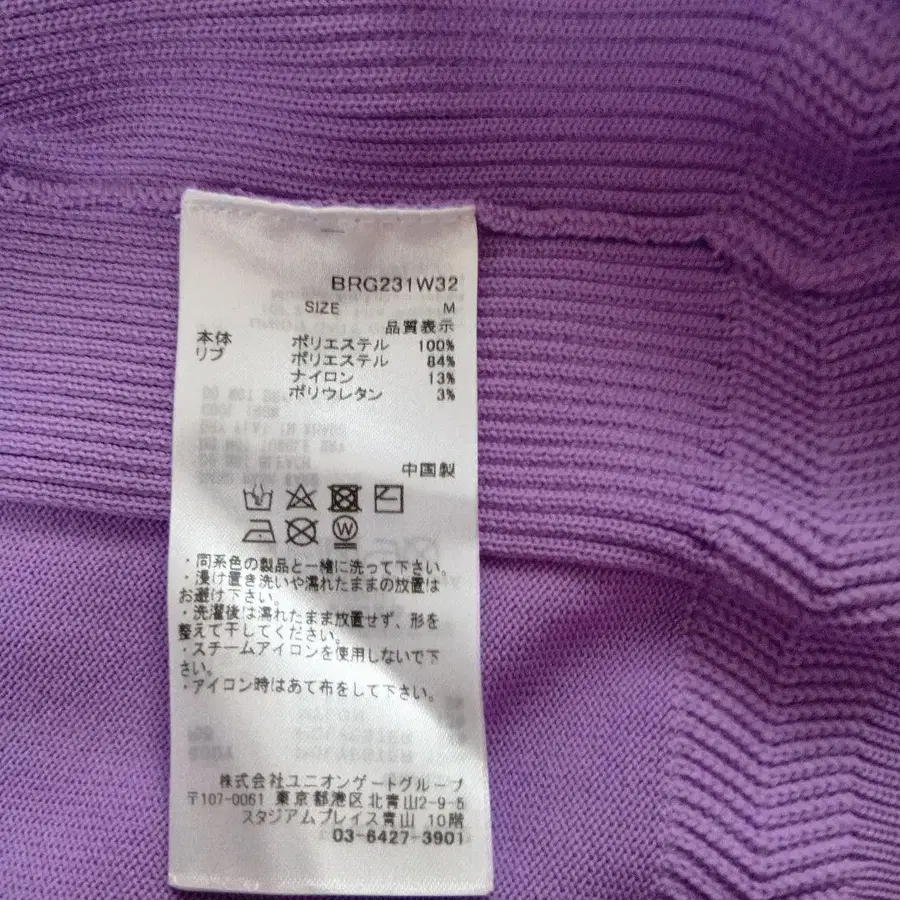 BRG231W32
SIZE M
品質表示
本体 ポリエステル 100%
リブ ポリエステル 84%
ナイロン 13%
ポリウレタン 3%
中国製
W
・同系色の製品と一緒に洗って下さい。
・浸け置き洗いや濡れたままの放置は
お避け下さい。
・洗濯後は濡れたまま放置せず、形を
整えて干してください。
・スチームアイロンを使用しないで下
さい。
・アイロン時はあて布をして下さい。
株式会社ユニオンゲートグループ
〒107-0061 東京都港区北青山2-9-5
スタジアムプレイス青山 10階
03-6427-3901